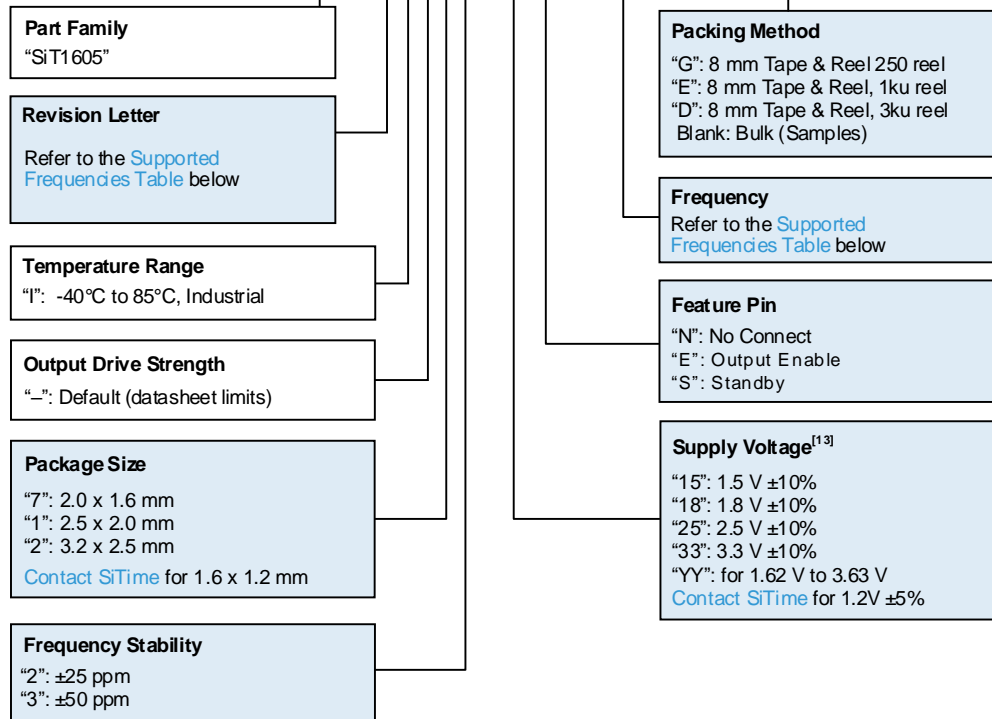 Part Family
“SiT1605”
Revision Letter
Refer to the Supported
Frequencies Table below
Temperature Range
“I”: -40°C to 85°C, Industrial
Output Drive Strength
“–”: Default (datasheet limits)
Package Size
“7”: 2.0 x 1.6 mm
“1”: 2.5 x 2.0 mm
“2”: 3.2 x 2.5 mm
Contact SiTime for 1.6 x 1.2 mm
Frequency Stability
“2”: ±25 ppm
“3”: ±50 ppm
Packing Method
“G”: 8 mm Tape & Reel 250 reel
“E”: 8 mm Tape & Reel, 1ku reel
“D”: 8 mm Tape & Reel, 3ku reel
Blank: Bulk (Samples)
Frequency
Refer to the Supported
Frequencies Table below
Feature Pin
“N”: No Connect
“E”: Output Enable
“S”: Standby
Supply Voltage[13]
“15”: 1.5 V ±10%
“18”: 1.8 V ±10%
“25”: 2.5 V ±10%
“33”: 3.3 V ±10%
“YY”: for 1.62 V to 3.63 V
Contact SiTime for 1.2V ±5%